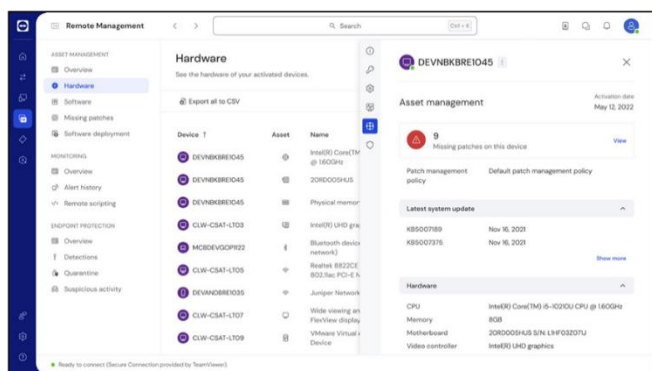 Remote Management
Search
Ctrl + K
ASSET MANAGEMENT
Overview
Hardware
Software
Missing patches
Software deployment
MONITORING
Overview
Alert history
Remote scripting
ENDPOINT PROTECTION
Overview
Detections
Quarantine
Suspicious activity
Hardware
See the hardware of your activated devices.
Export all to CSV
Device ↑ Asset Name
DEVNBKBRE1045 Intel(R) Core(TM
@ 1.60GHz
DEVNBKBRE1045 20RD005HUS
DEVNBKBRE1045 Physical memor
CLW-CSAT-LT03 Intel(R) UHD gra
MCBDEVGOP1122 Bluetooth device
network)
CLW-CSAT-LT05 Realtek 8822CE
802.11ac PCI-E N
DEVANDBRE1035 Juniper Network
CLW-CSAT-LT07 Wide viewing an
FlexView display
CLW-CSAT-LT09 VMware Virtual
Device
DEVNBKBRE1045
Asset management
Activation date
May 12, 2022
9
Missing patches on this device
View
Patch management
policy
Default patch management policy
Latest system update
KB5007189 Nov 16, 2021
KB5007375 Nov 16, 2021
Show more
Hardware
CPU Intel(R) Core(TM) i5-10210U CPU @ 1.60GHz
Memory 8GB
Motherboard 20RD005HUS S/N: L1HF03Z07U
Video controller Intel(R) UHD graphics
Ready to connect (Secure Connection provided by TeamViewer).